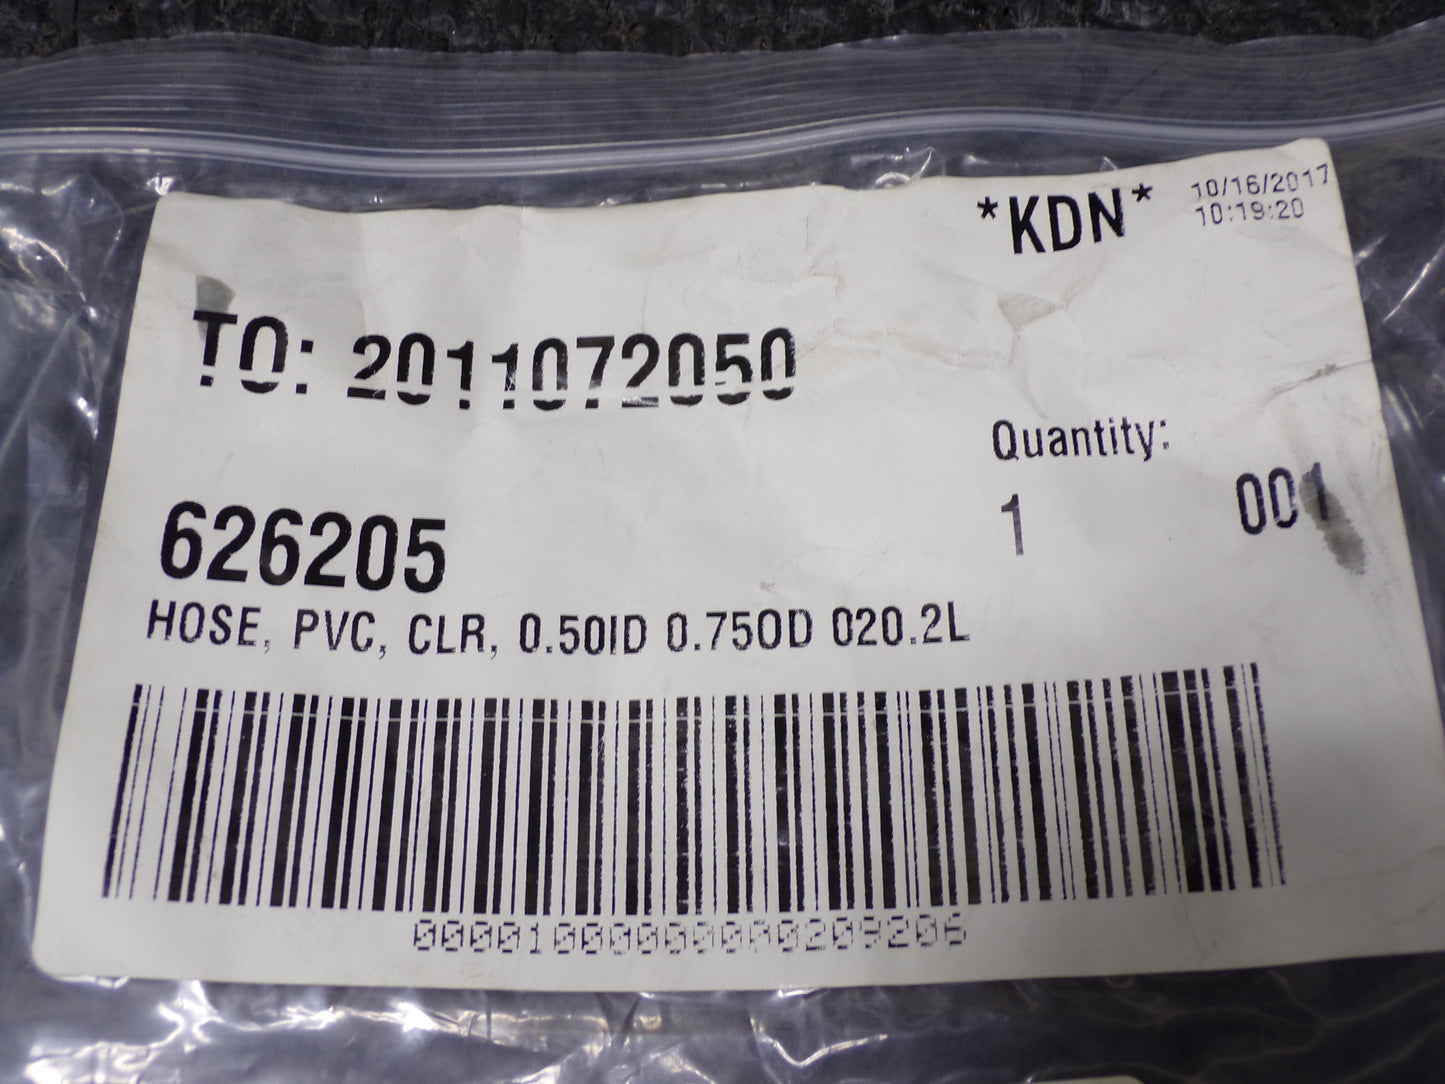 *KDN*
10/16/2017
10:19:20
TO: 2011072050
Quantity:
1
001
626205
HOSE, PVC, CLR, 0.50ID 0.75OD 020.2L